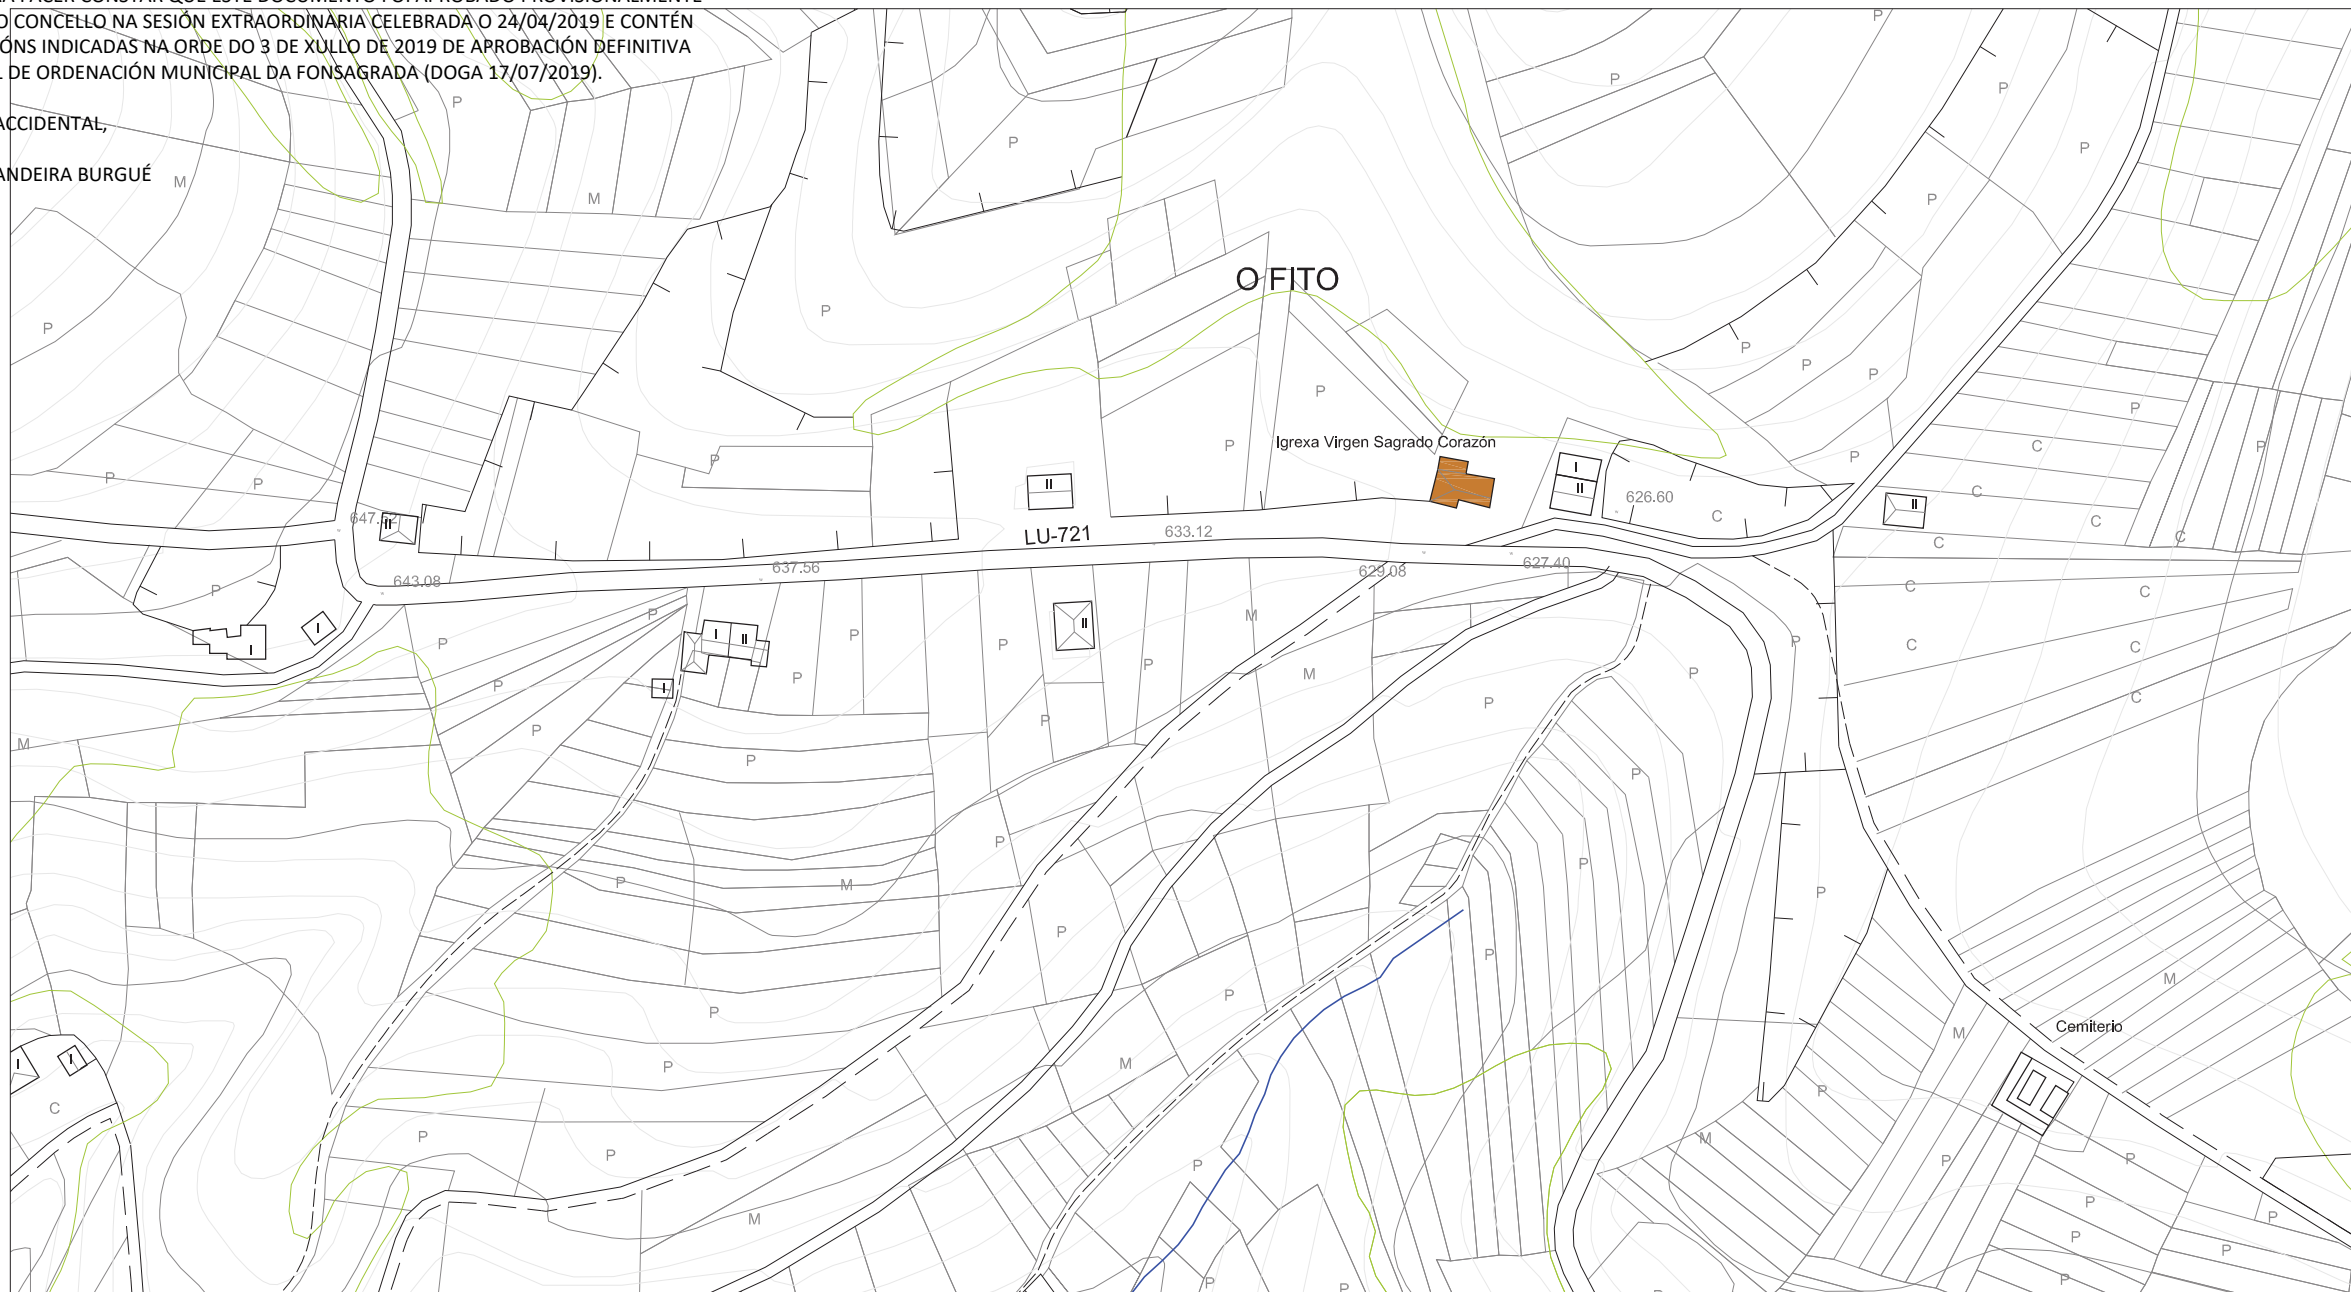 O CONCELLO NA SESIÓN EXTRAORDINARIA CELEBRADA O 24/04/2019 E CONTÉN
ÓNS INDICADAS NA ORDE DO 3 DE XULLO DE 2019 DE APROBACIÓN DEFINITIVA
DE ORDENACIÓN MUNICIPAL DA FONSAGRADA (DOGA 17/07/2019).
ACCIDENTAL,
ANDEIRA BURGUÉ
O FITO
Igrexa Virgen Sagrado Corazón
LU-721
633.12
626.60
643.08
637.56
629.08
627.40
Cemiterio